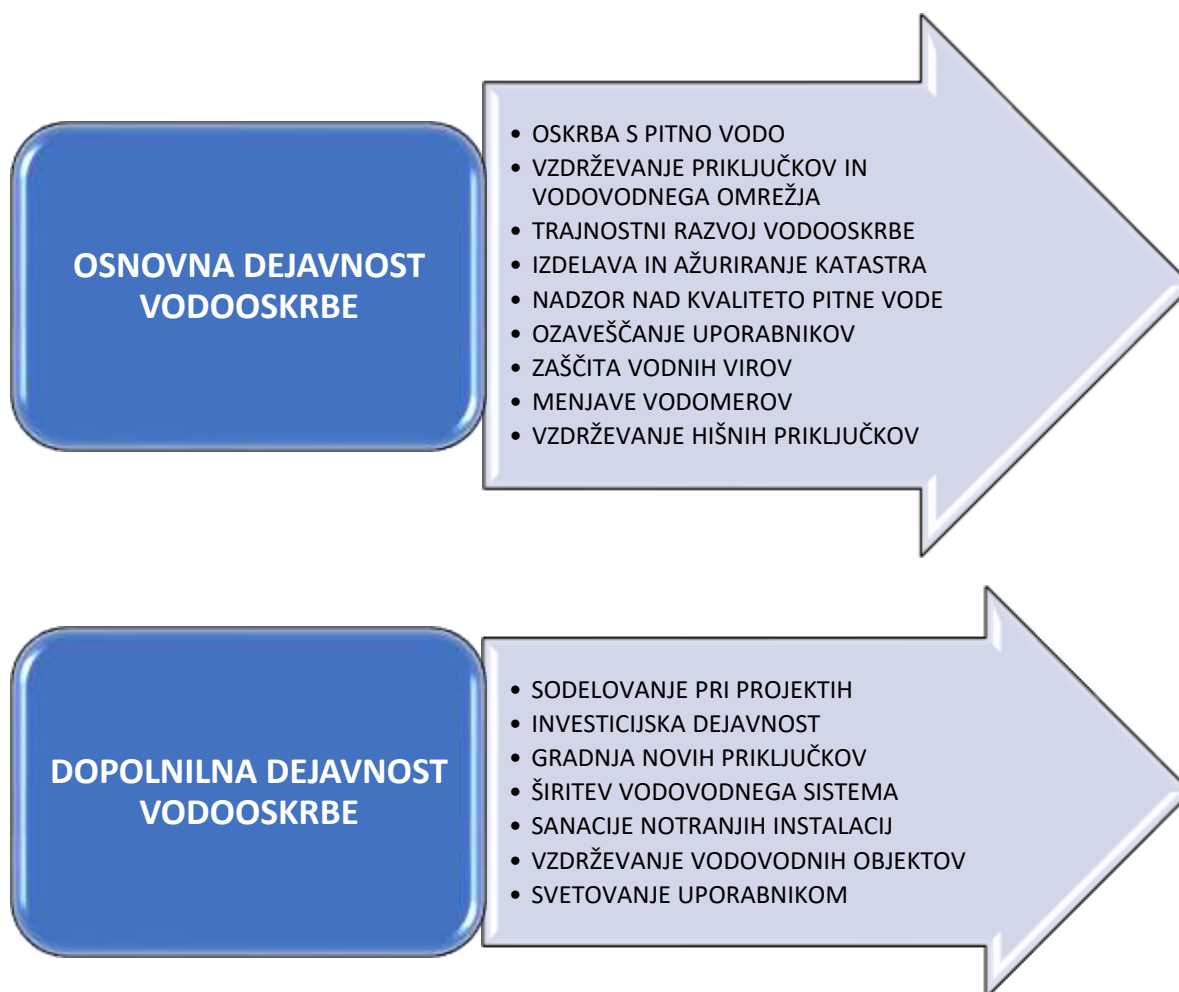 OSNOVNA DEJAVNOST
VODOOSKRBE
• OSKRBA S PITNO VODO
• VZDRŽEVANJE PRIKLJUČKOV IN
VODOVODNEGA OMREŽJA
• TRAJNOSTNI RAZVOJ VODOOSKRBE
• IZDELAVA IN AŽURIRANJE KATASTRA
• NADZOR NAD KVALITETO PITNE VODE
• OZAVEŠČANJE UPORABNIKOV
• ZAŠČITA VODNIH VIROV
• MENJAVE VODOMEROV
• VZDRŽEVANJE HIŠNIH PRIKLJUČKOV
DOPOLNILNA DEJAVNOST
VODOOSKRBE
• SODELOVANJE PRI PROJEKTIH
• INVESTICIJSKA DEJAVNOST
• GRADNJA NOVIH PRIKLJUČKOV
• ŠIRITEV VODOVODNEGA SISTEMA
• SANACIJE NOTRANJIH INSTALACIJ
• VZDRŽEVANJE VODOVODNIH OBJEKTOV
• SVETOVANJE UPORABNIKOM